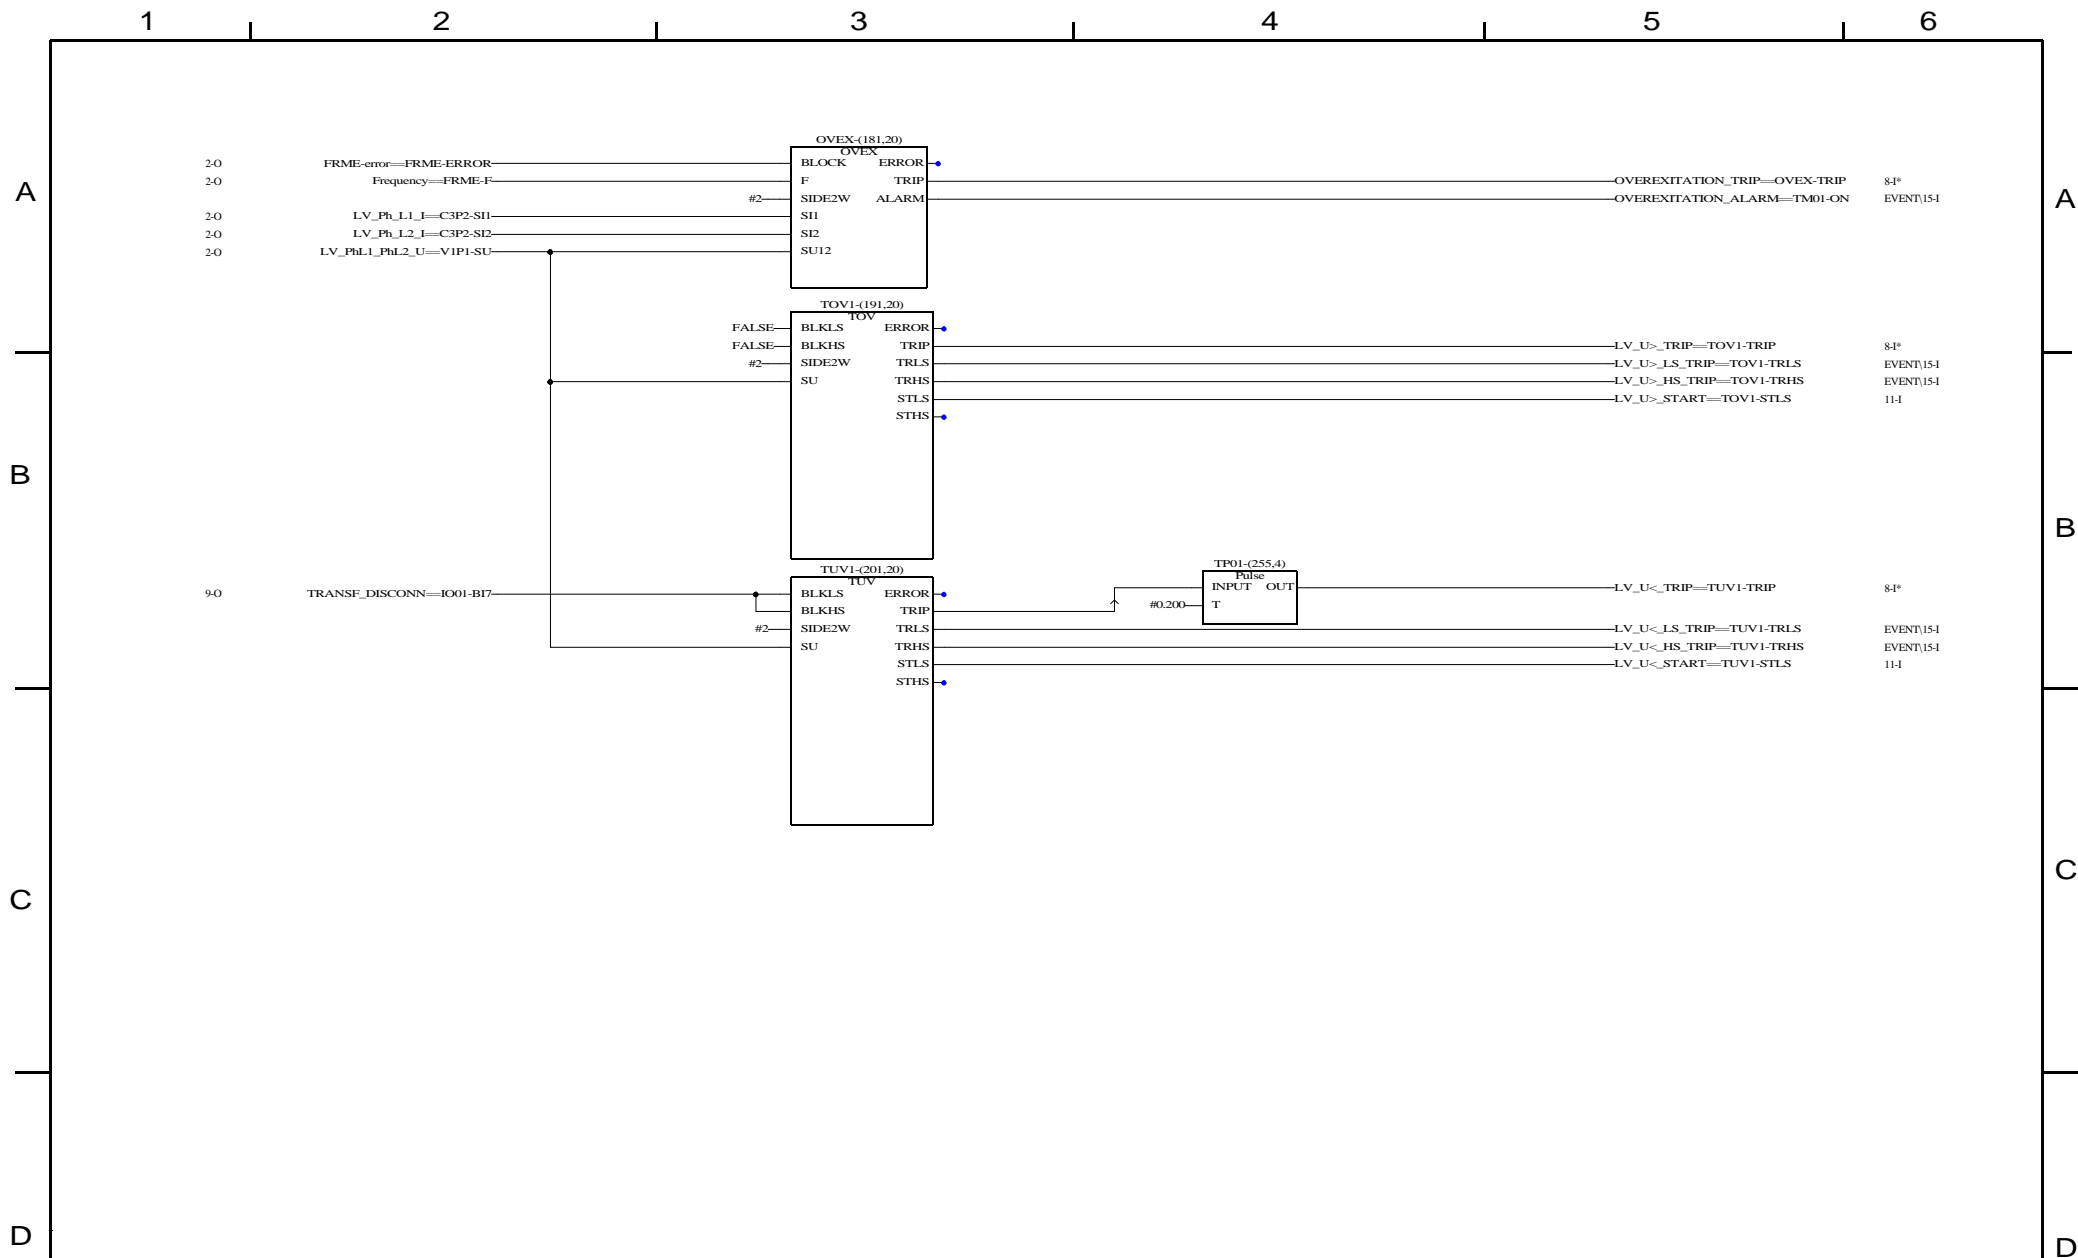 1 2 3 4 5 6
OVEX-(181,20)
OVEX
2-O FRME-error==FRME-ERROR BLOCK ERROR
2-O Frequency==FRME-F F TRIP OVEREXITATION_TRIP==OVEX-TRIP 8-I*
A #2 SIDE2W ALARM OVEREXITATION_ALARM==TM01-ON EVENT\15-I A
2-O LV_Ph_L1_I==C3P2-SI1 SI1
2-O LV_Ph_L2_I==C3P2-SI2 SI2
2-O LV_PhL1_PhL2_U==V1P1-SU SU12
TOV1-(191,20)
TOV
FALSE BLKLS ERROR
FALSE BLKHS TRIP LV_U>_TRIP==TOV1-TRIP 8-I*
#2 SIDE2W TRLS LV_U>_LS_TRIP==TOV1-TRLS EVENT\15-I
SU TRHS LV_U>_HS_TRIP==TOV1-TRHS EVENT\15-I
STLS LV_U>_START==TOV1-STLS 11-I
STHS
B B
TUV1-(201,20) TP01-(255,4)
TUV Pulse
INPUT OUT LV_U<_TRIP==TUV1-TRIP 8-I*
9-O TRANSF_DISCONN==IO01-BI7 BLKLS ERROR
#0.200 T
BLKHS TRIP
#2 SIDE2W TRLS LV_U<_LS_TRIP==TUV1-TRLS EVENT\15-I
SU TRHS LV_U<_HS_TRIP==TUV1-TRHS EVENT\15-I
STLS LV_U<_START==TUV1-STLS 11-I
STHS
C C
D D